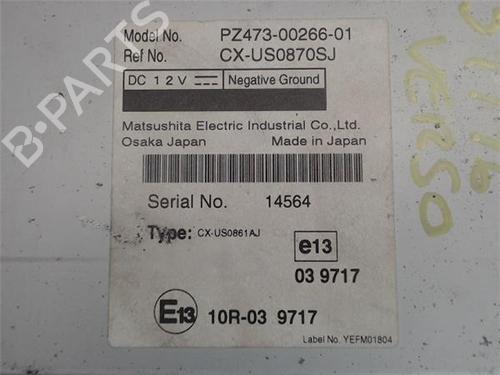 Model No. PZ473-00266-01
Ref No. CX-US0870SJ
DC 12V Negative Ground
Matsushita Electric Industrial Co.,Ltd.
Osaka Japan Made in Japan
Serial No. 14564
Type: CX-US0861AJ
e13
03 9717
E13 10R-03 9717
Label No. YEFM01804
VERSO
B-PARTS